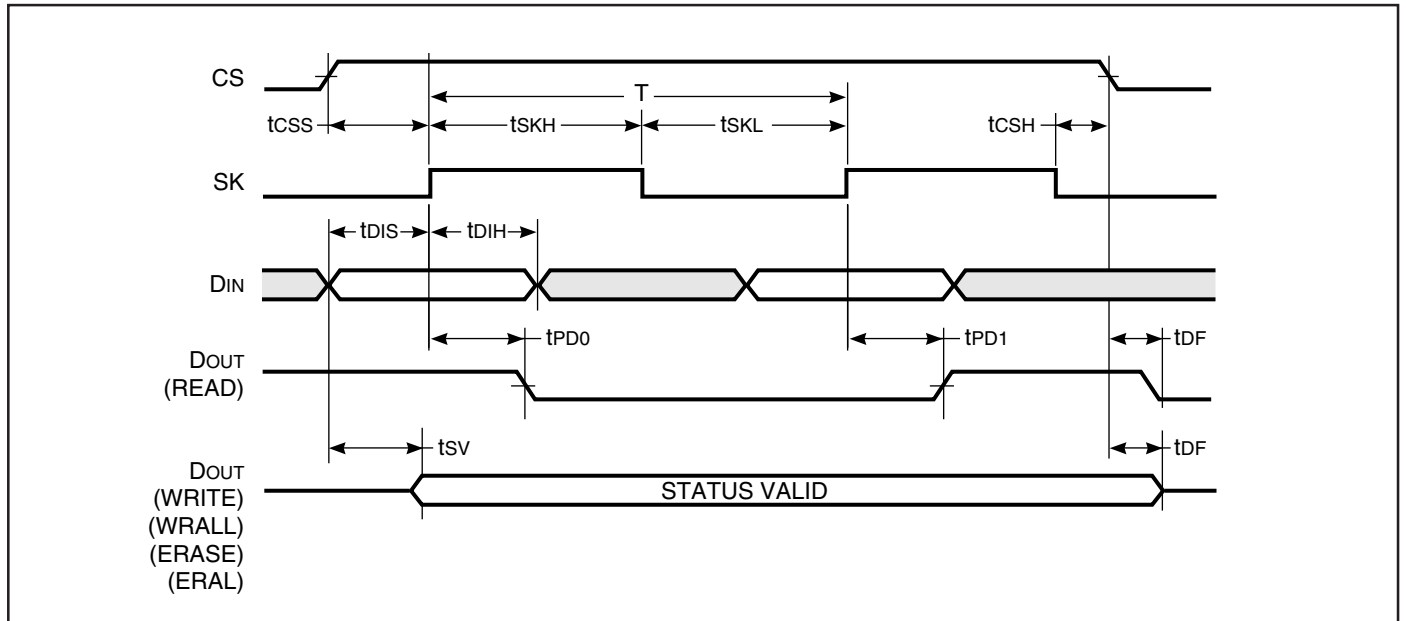 CS
T
tCSS
tSKH
tSKL
tCSH
SK
tDIS
tDIH
DIN
tPD0
tPD1
tDF
DOUT
(READ)
tSV
tDF
DOUT
(WRITE)
(WRALL)
(ERASE)
(ERAL)
STATUS VALID